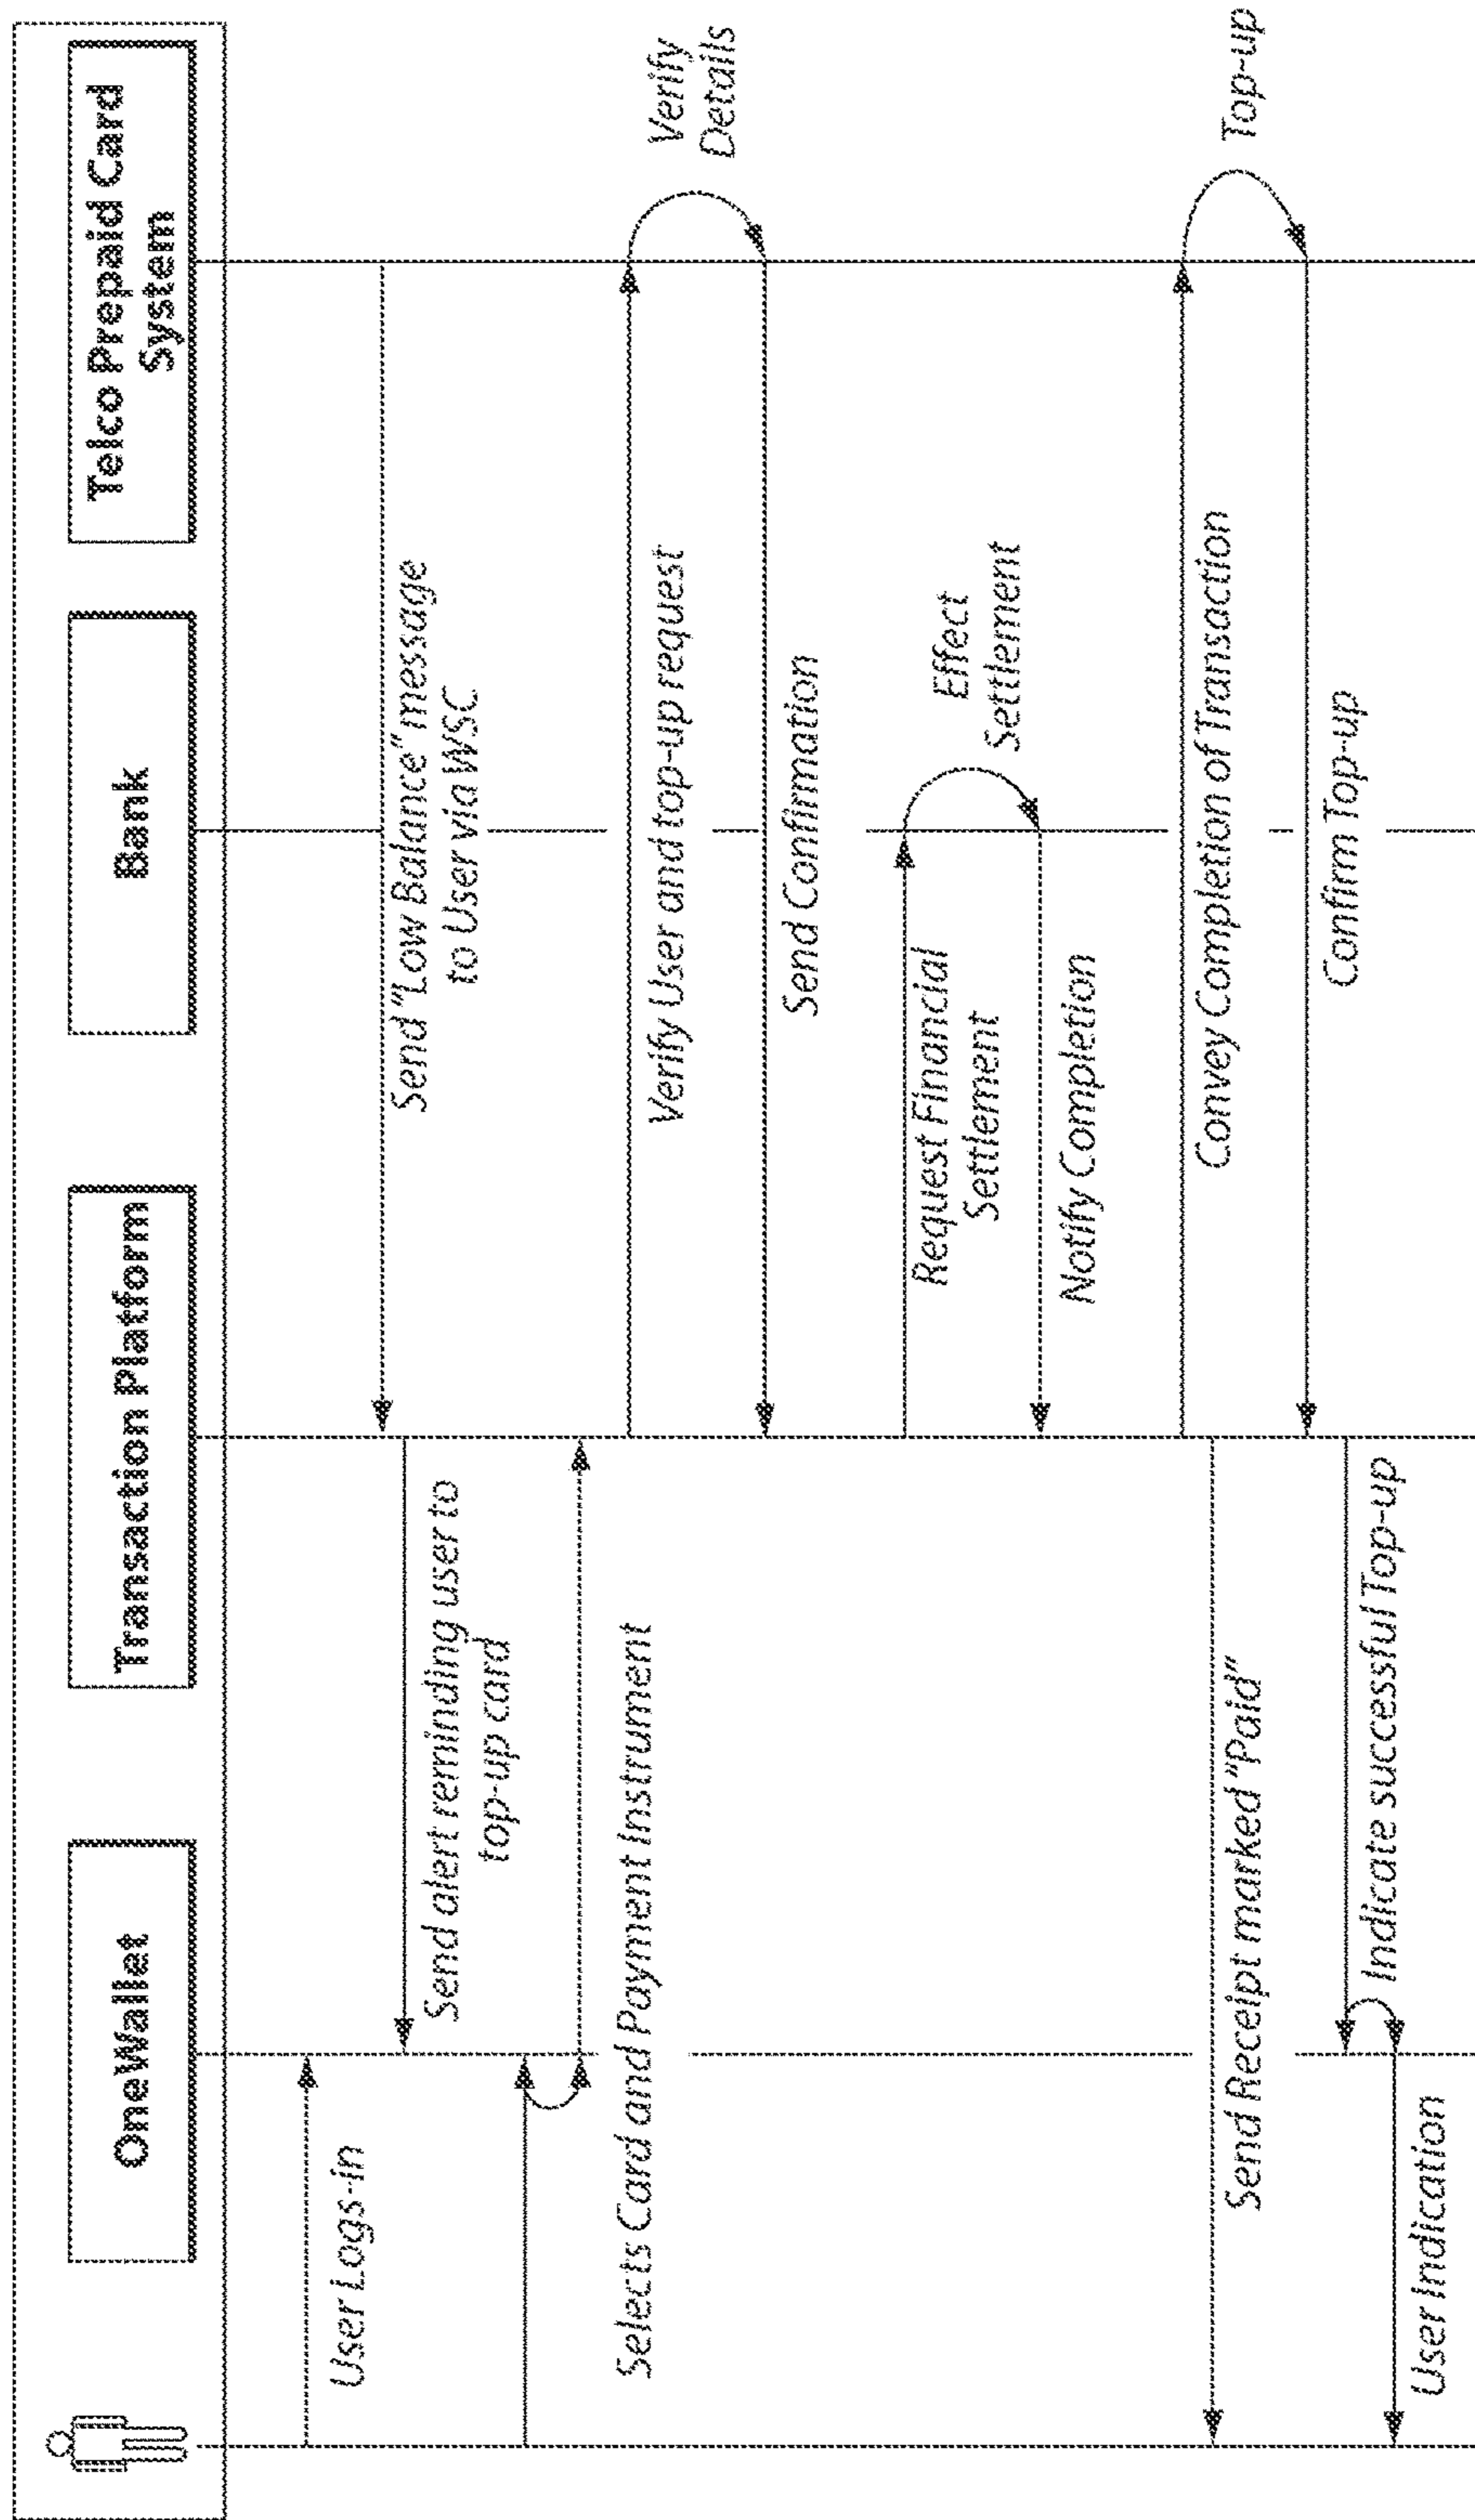 OneWallet
Transaction Platform
Bank
Telco Prepaid Card
System
User Logs-in
Send "Low Balance" message
to User via WSC
Send alert reminding user to
top-up card
Selects Card and Payment Instrument
Verify User and top-up request
Verify
Details
Send Confirmation
Request Financial
Settlement
Effect
Settlement
Notify Completion
Convey Completion of Transaction
Send Receipt marked "Paid"
Top-up
Confirm Top-up
Indicate successful Top-up
User Indication